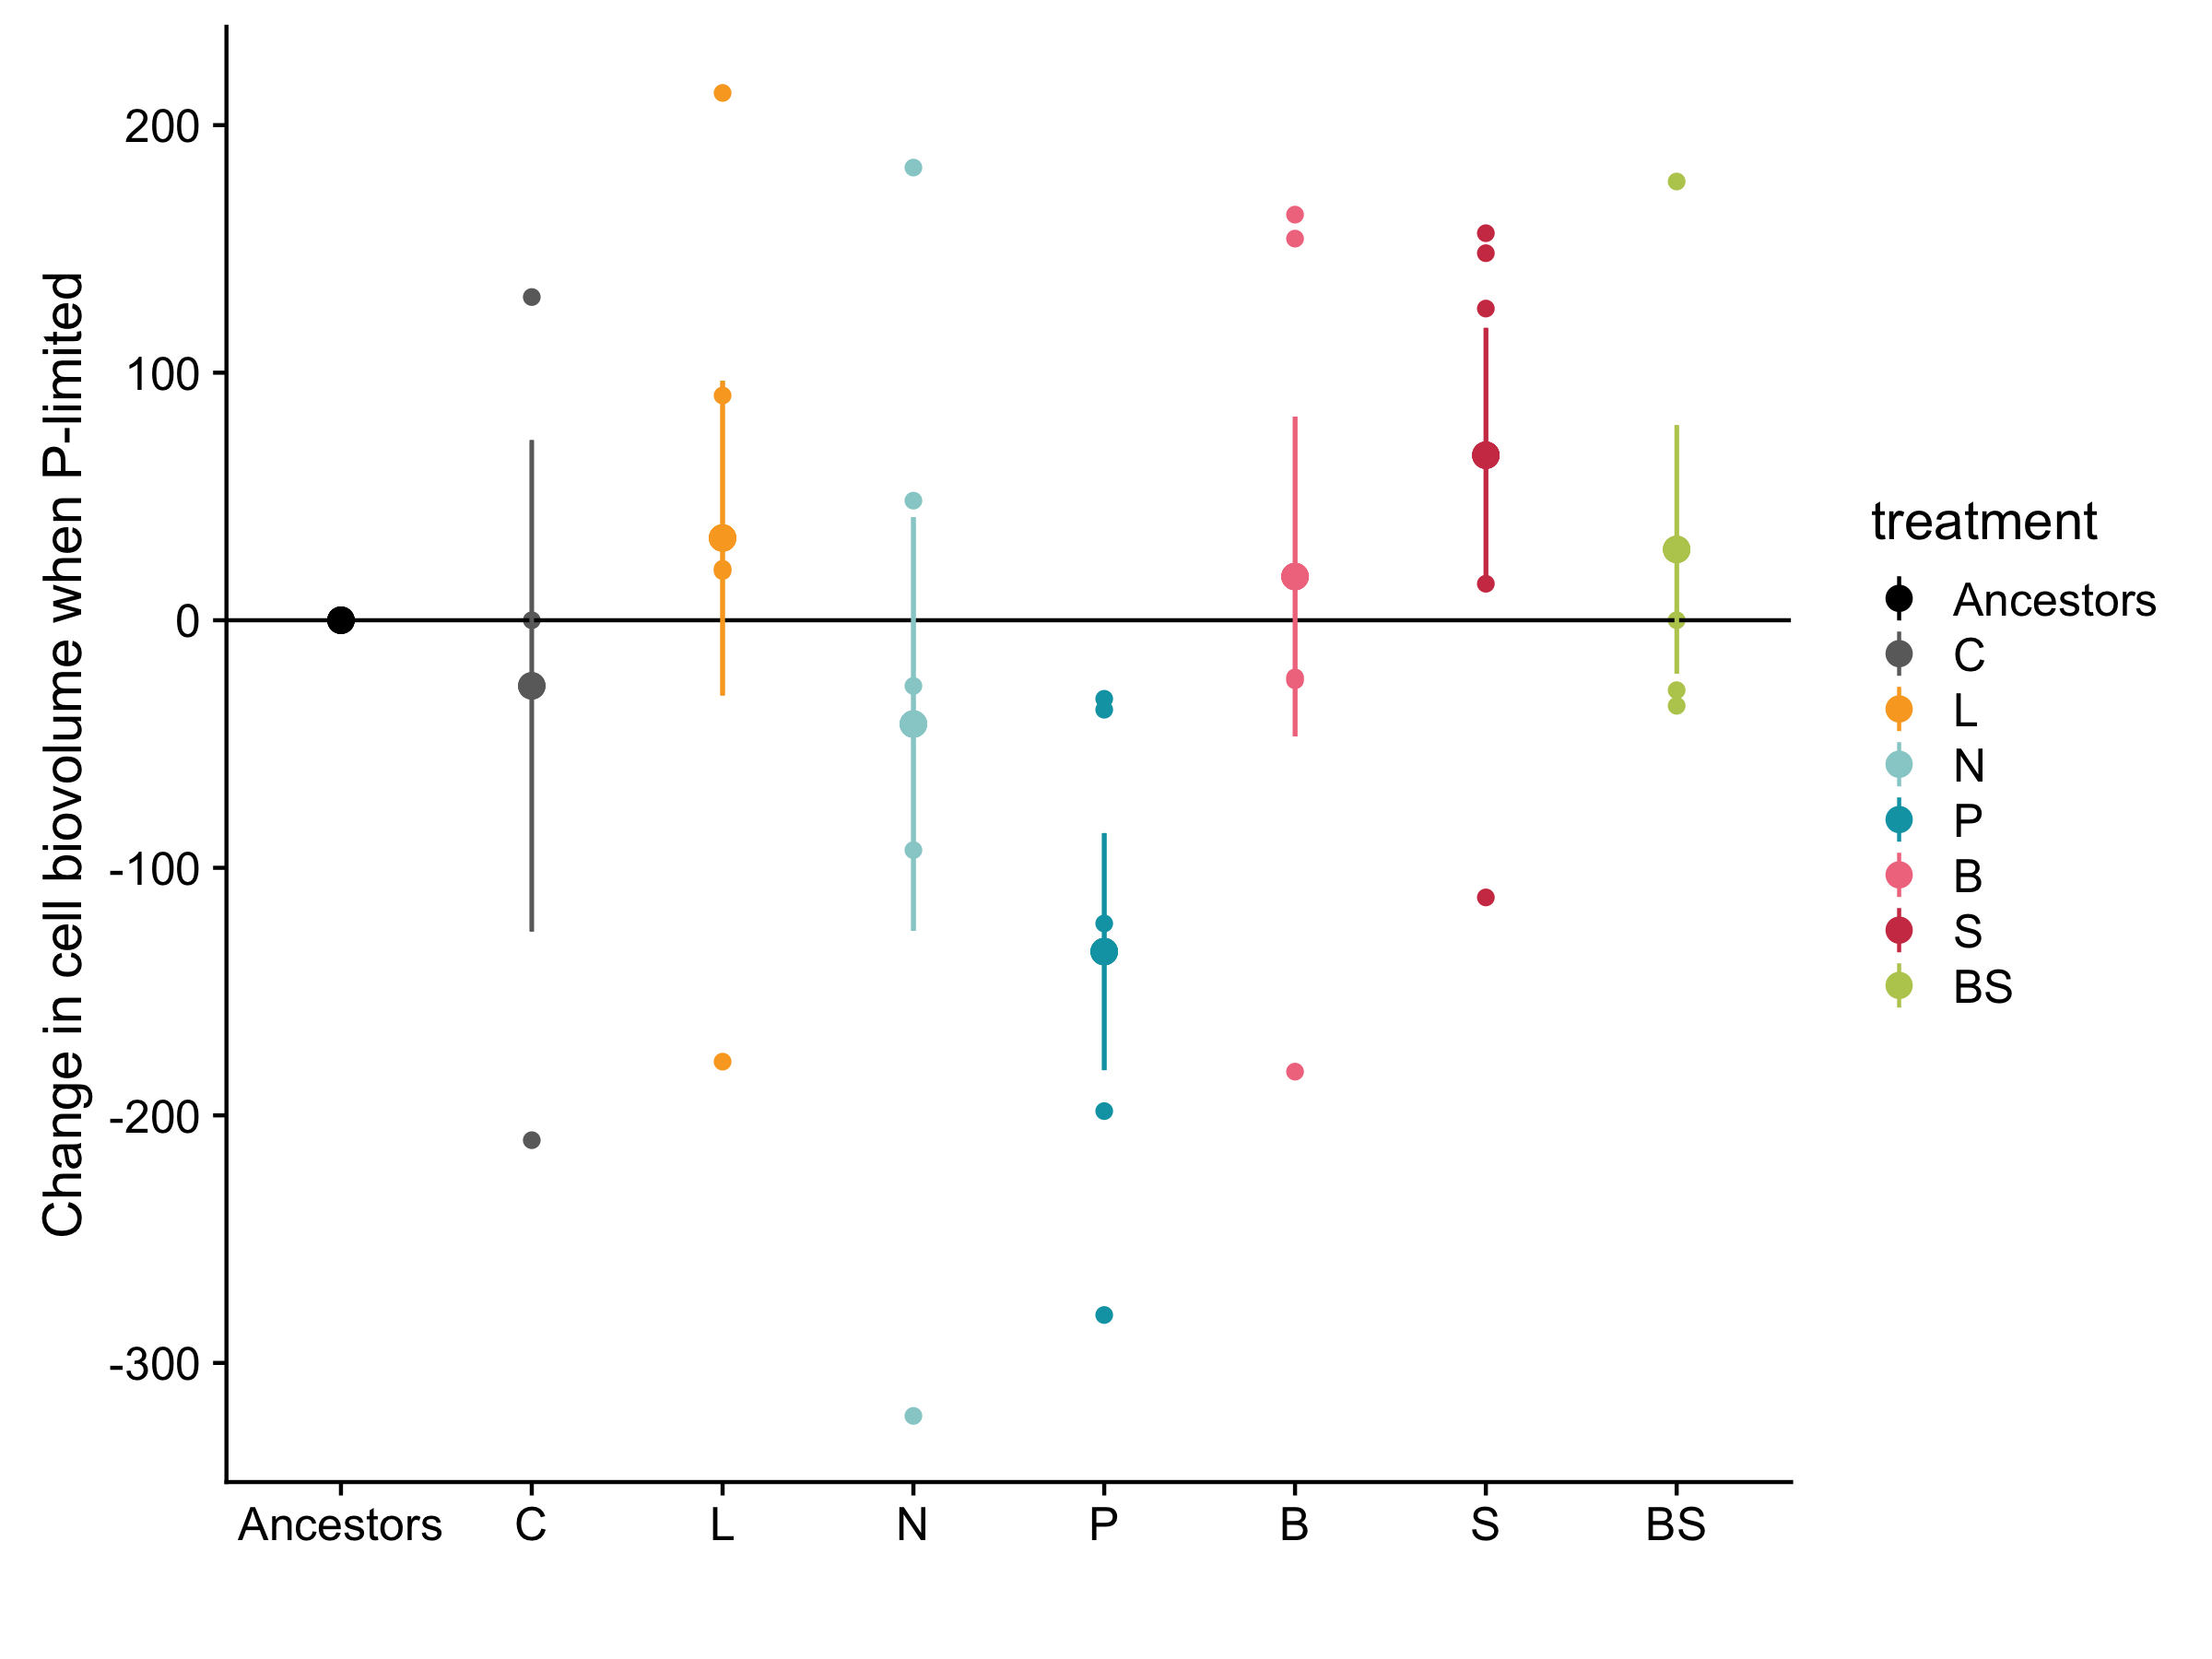 Change in cell biovolume when P-limited
200
100
0
-100
-200
-300
Ancestors C L N P B S BS
treatment
Ancestors
C
L
N
P
B
S
BS